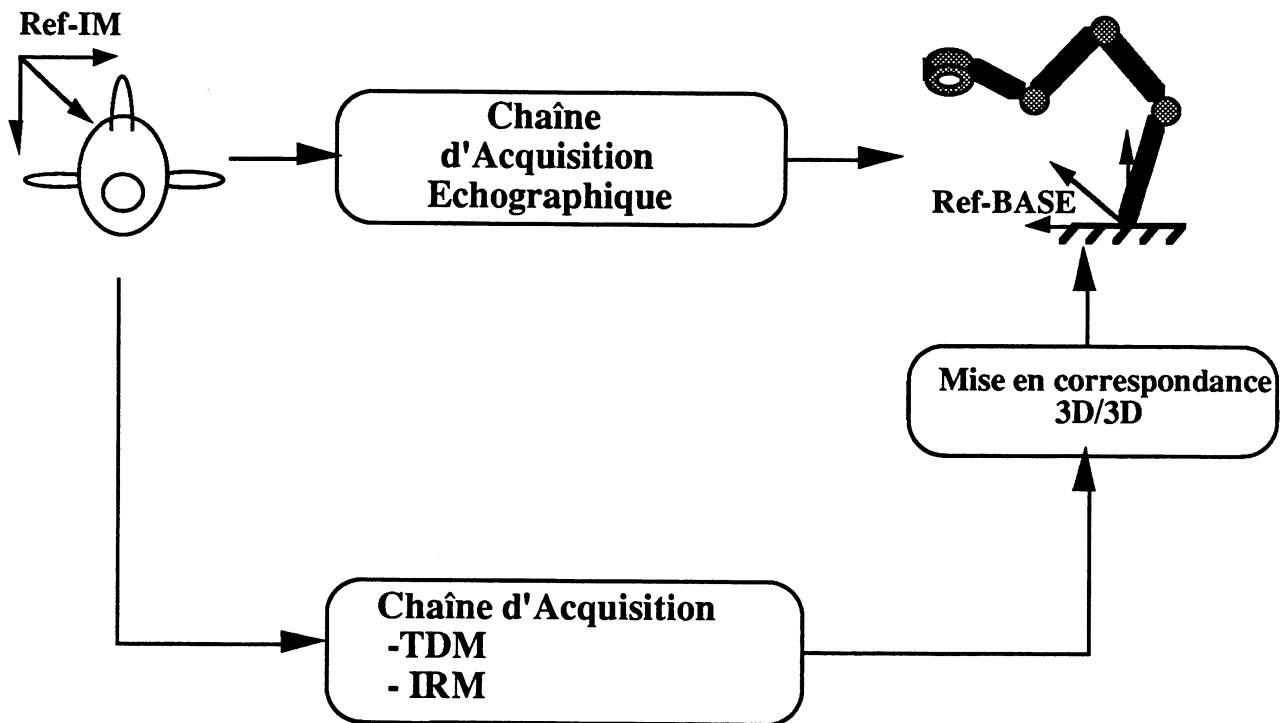 Ref-IM
Chaîne
d'Acquisition
Echographique
Ref-BASE
Mise en correspondance
3D/3D
Chaîne d'Acquisition
-TDM
- IRM